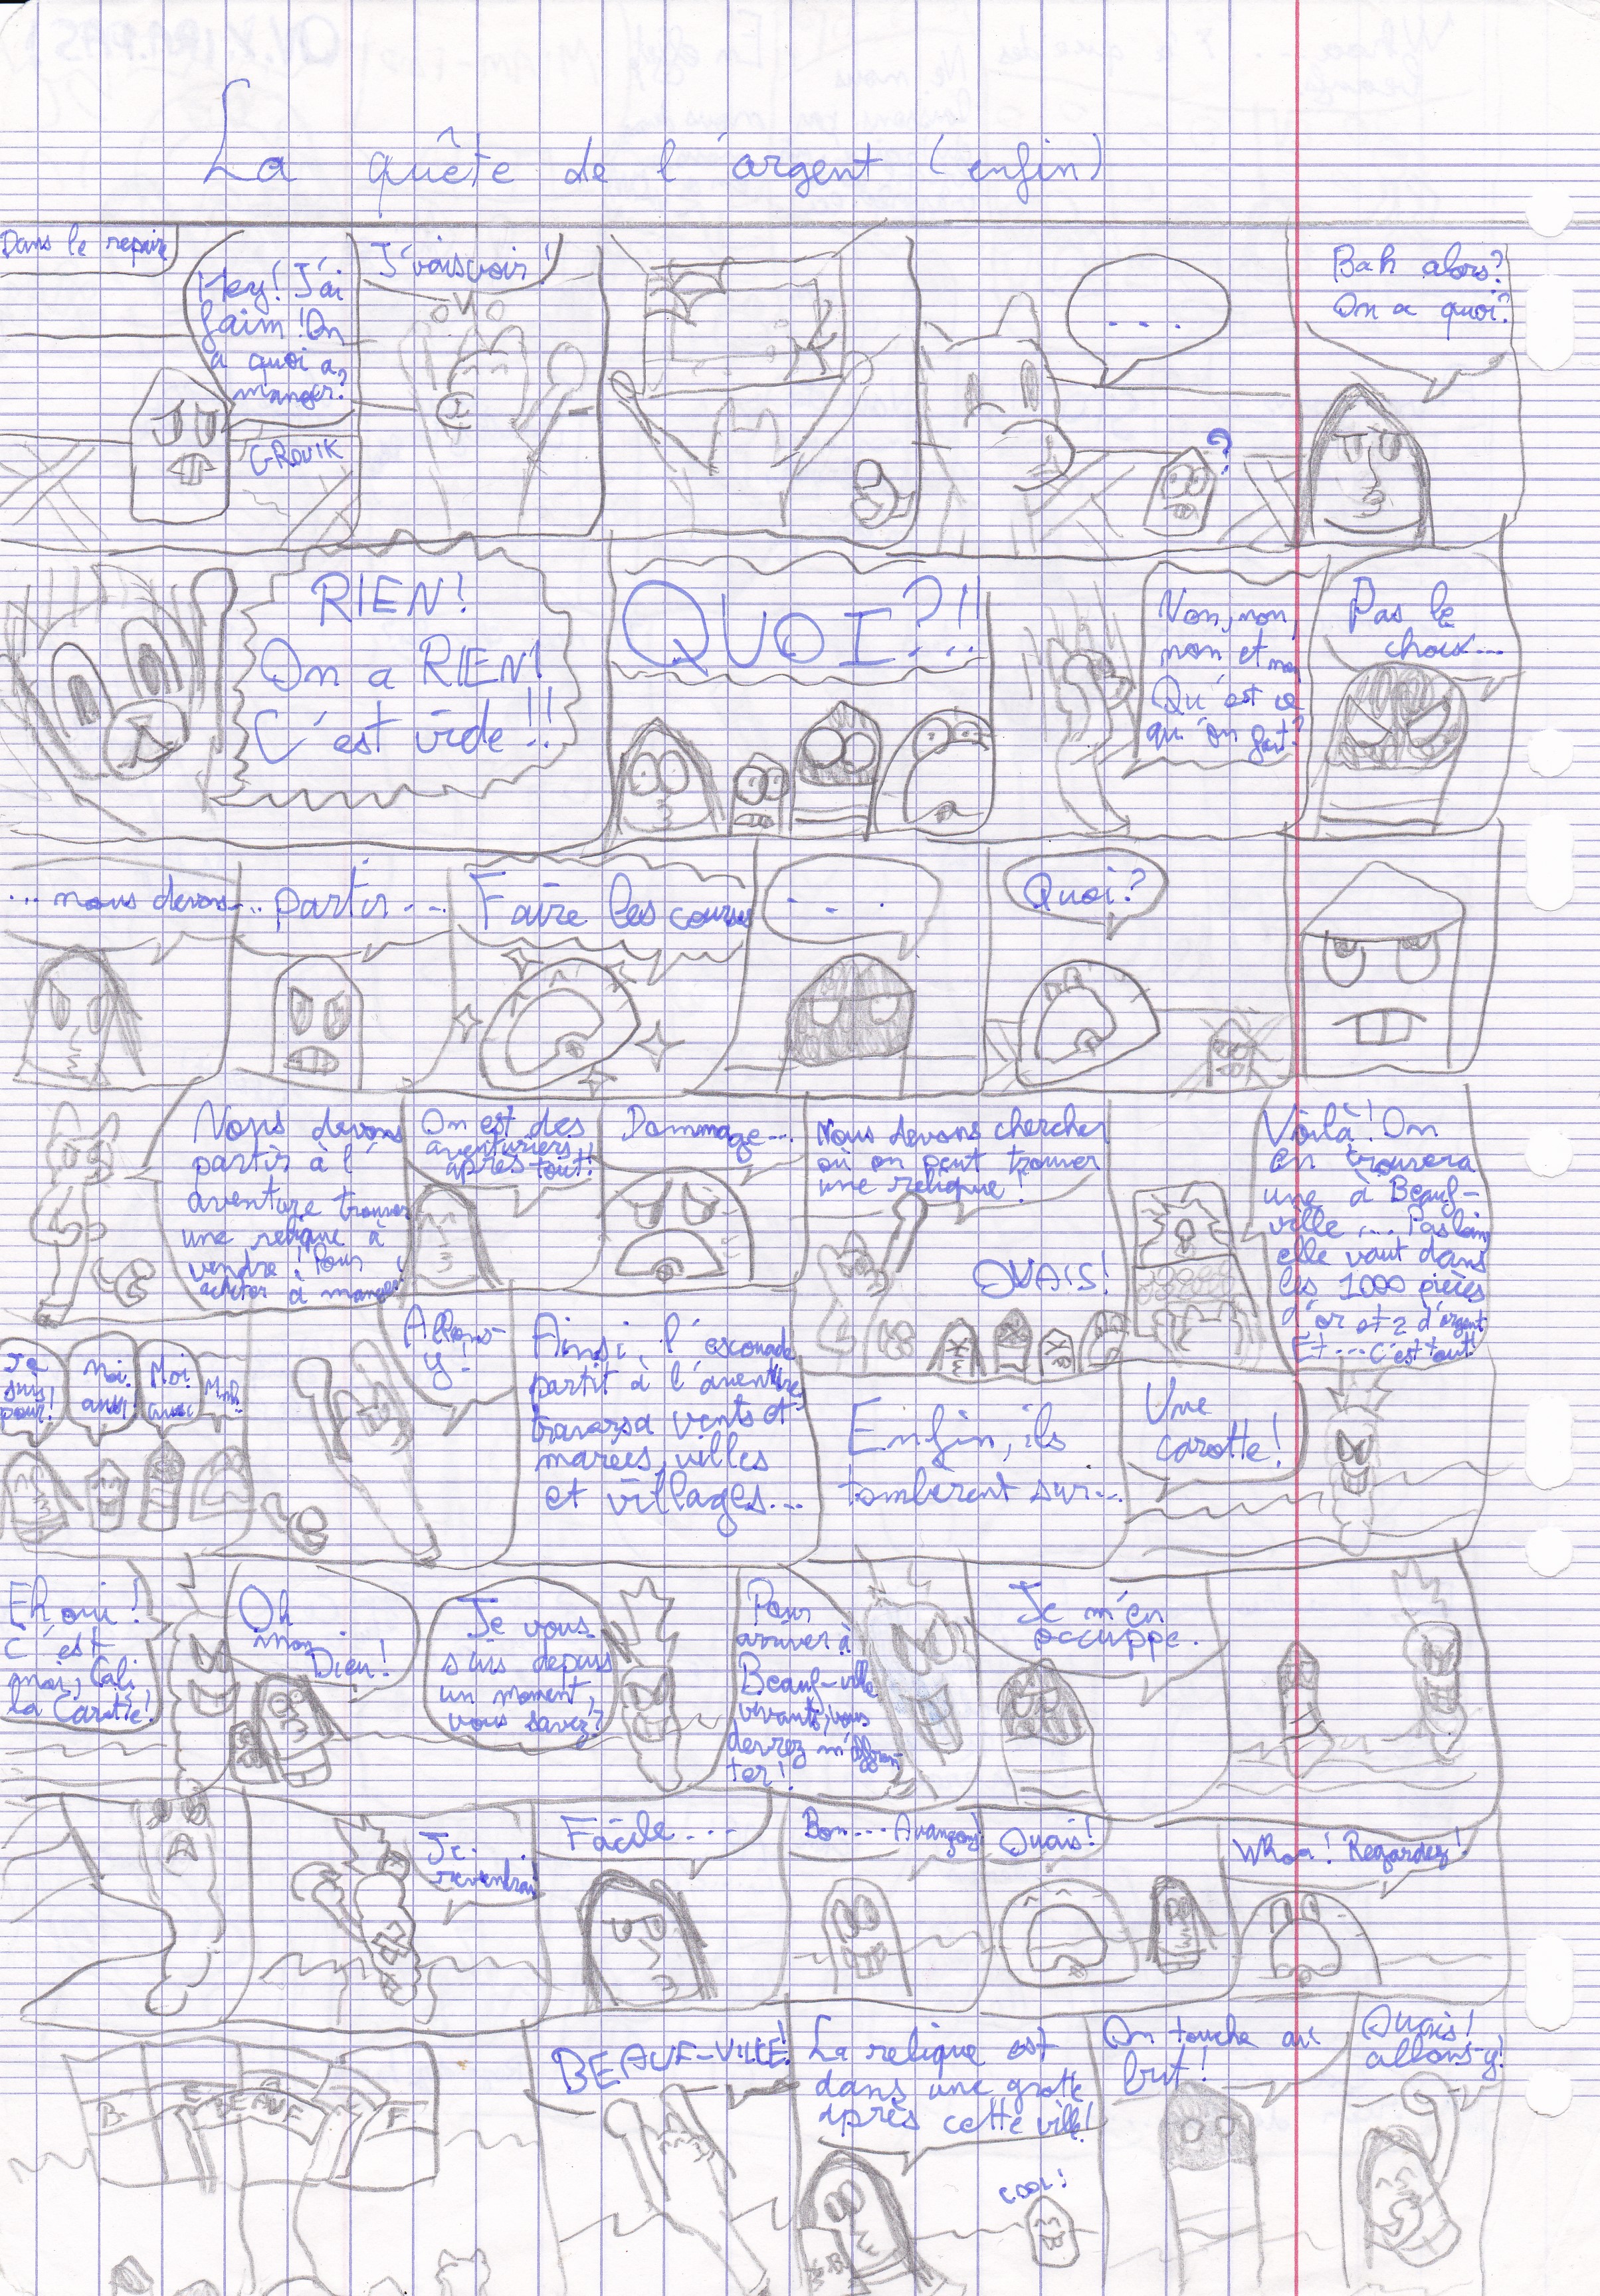 La quête de l'argent (enfin)
Dans le repaire
Hey! J'ai
faim! On
a quoi a
manger?
GROUIK
J'vais voir!
...
?
Bah alors?
On a quoi?
RIEN!
On a RIEN!
C'est vide!!
QUOI?!!
Non, non,
non et non
Qu'est ce
qu'on fait?
Pas le
choix...
...nous devons...
...partir...
Faire les courses
...
Quoi?
Nous devons
partir à l'
aventure trouver
une relique à
vendre! Pour
acheter à manger!
On est des
aventuriers,
après tout!
Dommage...
Nous devons chercher
où on peut trouver
une relique!
OUAIS!
Voilà! On
en trouvera
une à Beauf-
ville... Pas loin,
elle vaut dans
les 1000 pièces
d'or et 2 d'argent
Et... c'est tout!
Je
suis
pour!
Moi
aussi!
Moi
aussi
Allons-
y!
Ainsi, l'escouade
partit à l'aventure,
traversa vents et
marées, villes
et villages...
Enfin, ils
tombèrent sur...
Une
carotte!
Eh oui!
c'est
moi, Cali
la Carotte!
Oh
mon
Dieu!
Je vous
suis depuis
un moment,
vous savez?
Pour
arriver à
Beauf-ville
vivants, vous
devrez m'affron-
ter!
Je m'en
occuppe.
Je
reviendrai!
Facile...
Bon... Avançons!
Ouais!
Whoa! Regardez!
B
BEAUF
F
BEAUF-VILLE!
La relique est
dans une grotte
après cette ville!
cool!
On touche au
but!
Ouais!
allons-y!